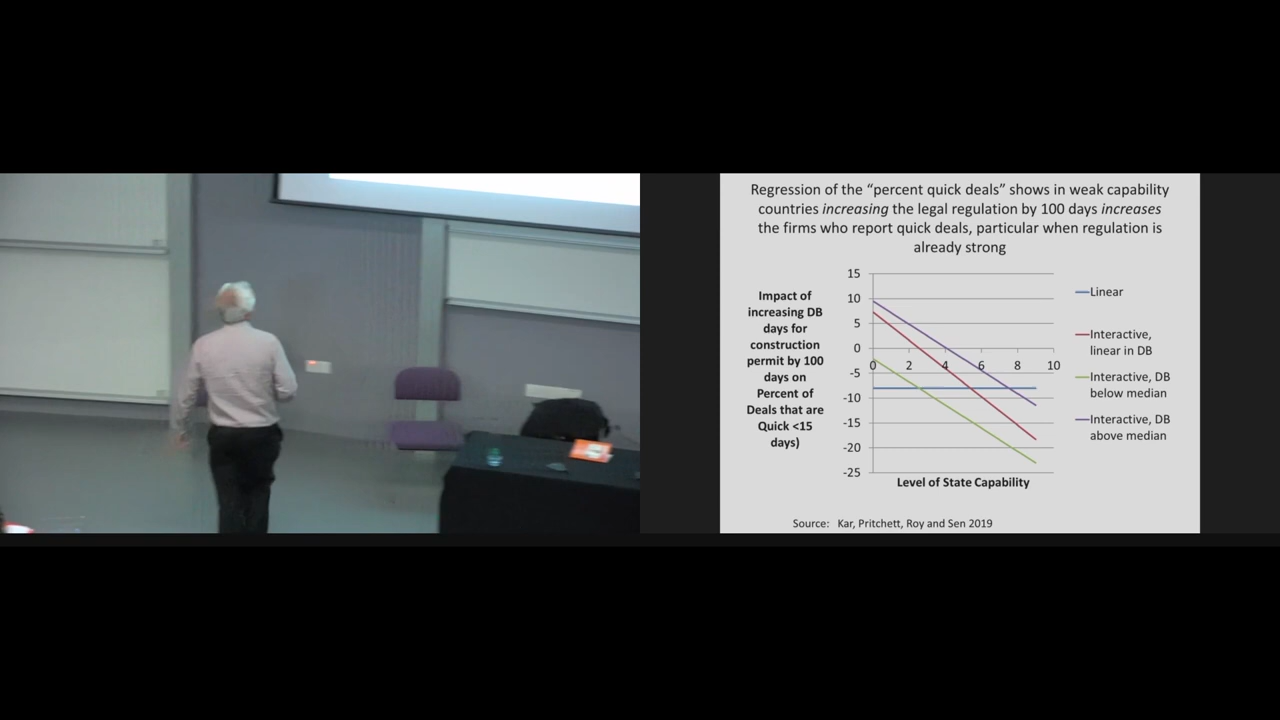 Regression of the “percent quick deals” shows in weak capability
countries increasing the legal regulation by 100 days increases
the firms who report quick deals, particular when regulation is
already strong
Impact of
increasing DB
days for
construction
permit by 100
days on
Percent of
Deals that are
Quick <15
days)
15
10
5
0
-5
-10
-15
-20
-25
0 2 4 6 8 10
Level of State Capability
Linear
Interactive,
linear in DB
Interactive, DB
below median
Interactive, DB
above median
Source: Kar, Pritchett, Roy and Sen 2019